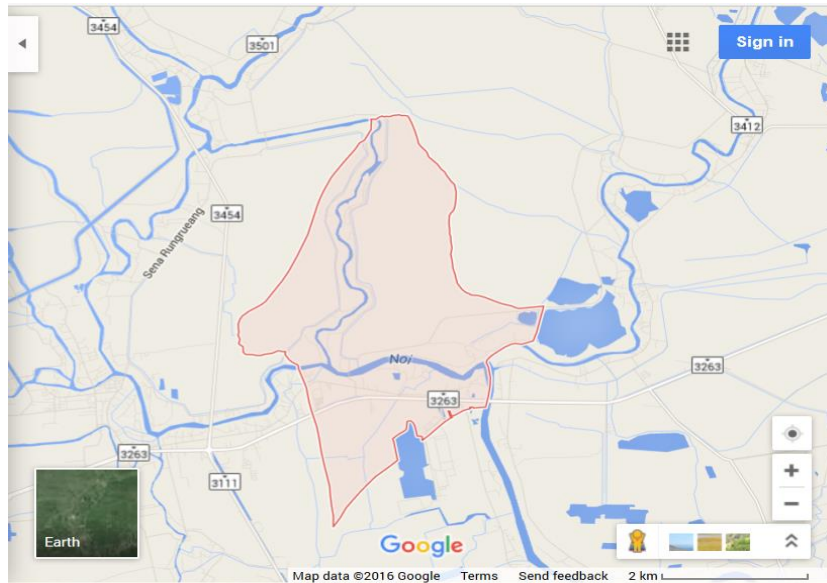 3454
3501
Sign in
3412
3454
Sena Rungrueang
Noi
3263
3263
3263
3111
Earth
Google
Map data ©2016 Google Terms Send feedback 2 km